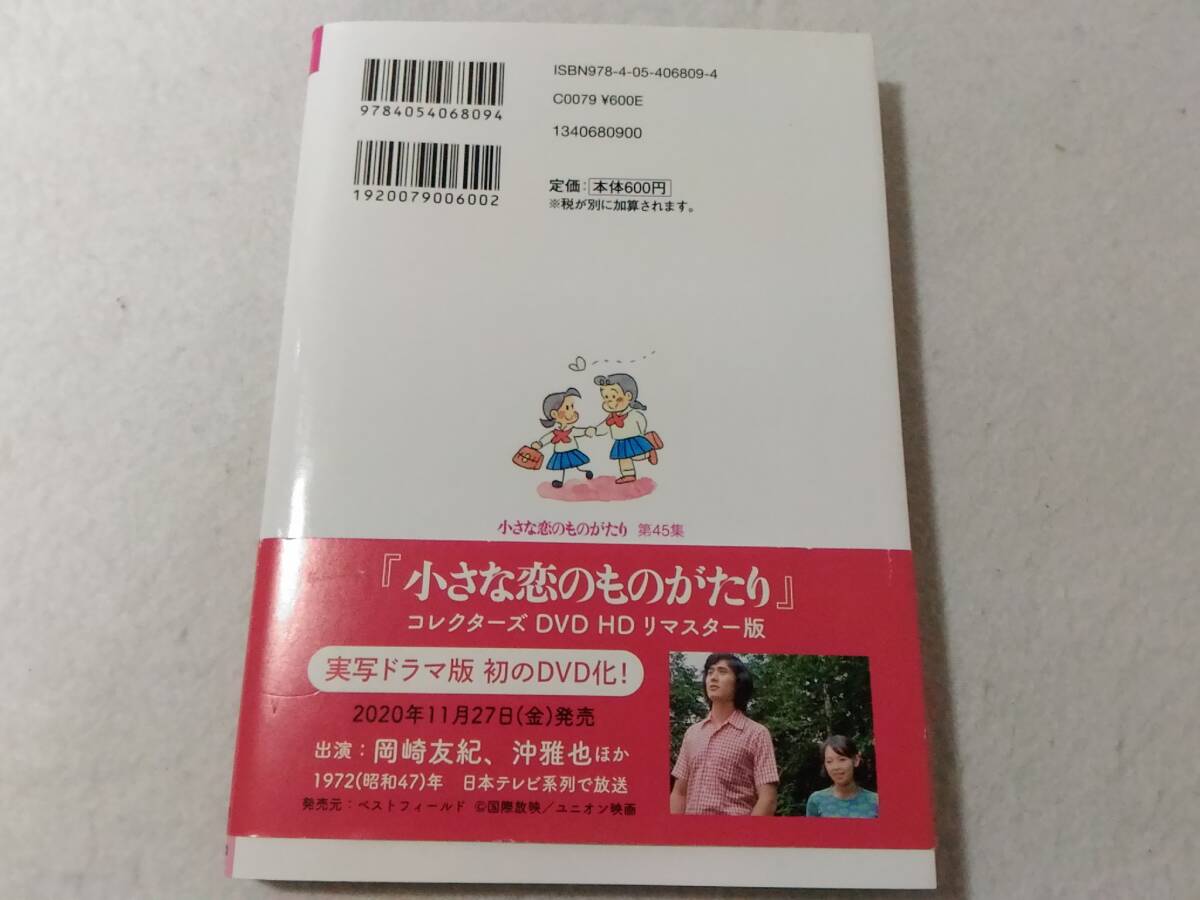 9784054068094
1920079006002
ISBN978-4-05-406809-4
C0079 ¥600E
1340680900
定価：本体600円
※税が別に加算されます。
小さな恋のものがたり 第45集
『小さな恋のものがたり』
コレクターズ DVD HD リマスター版
実写ドラマ版 初のDVD化！
2020年11月27日(金)発売
出演：岡崎友紀、沖雅也ほか
1972(昭和47)年 日本テレビ系列で放送
発売元：ベストフィールド ©国際放映／ユニオン映画